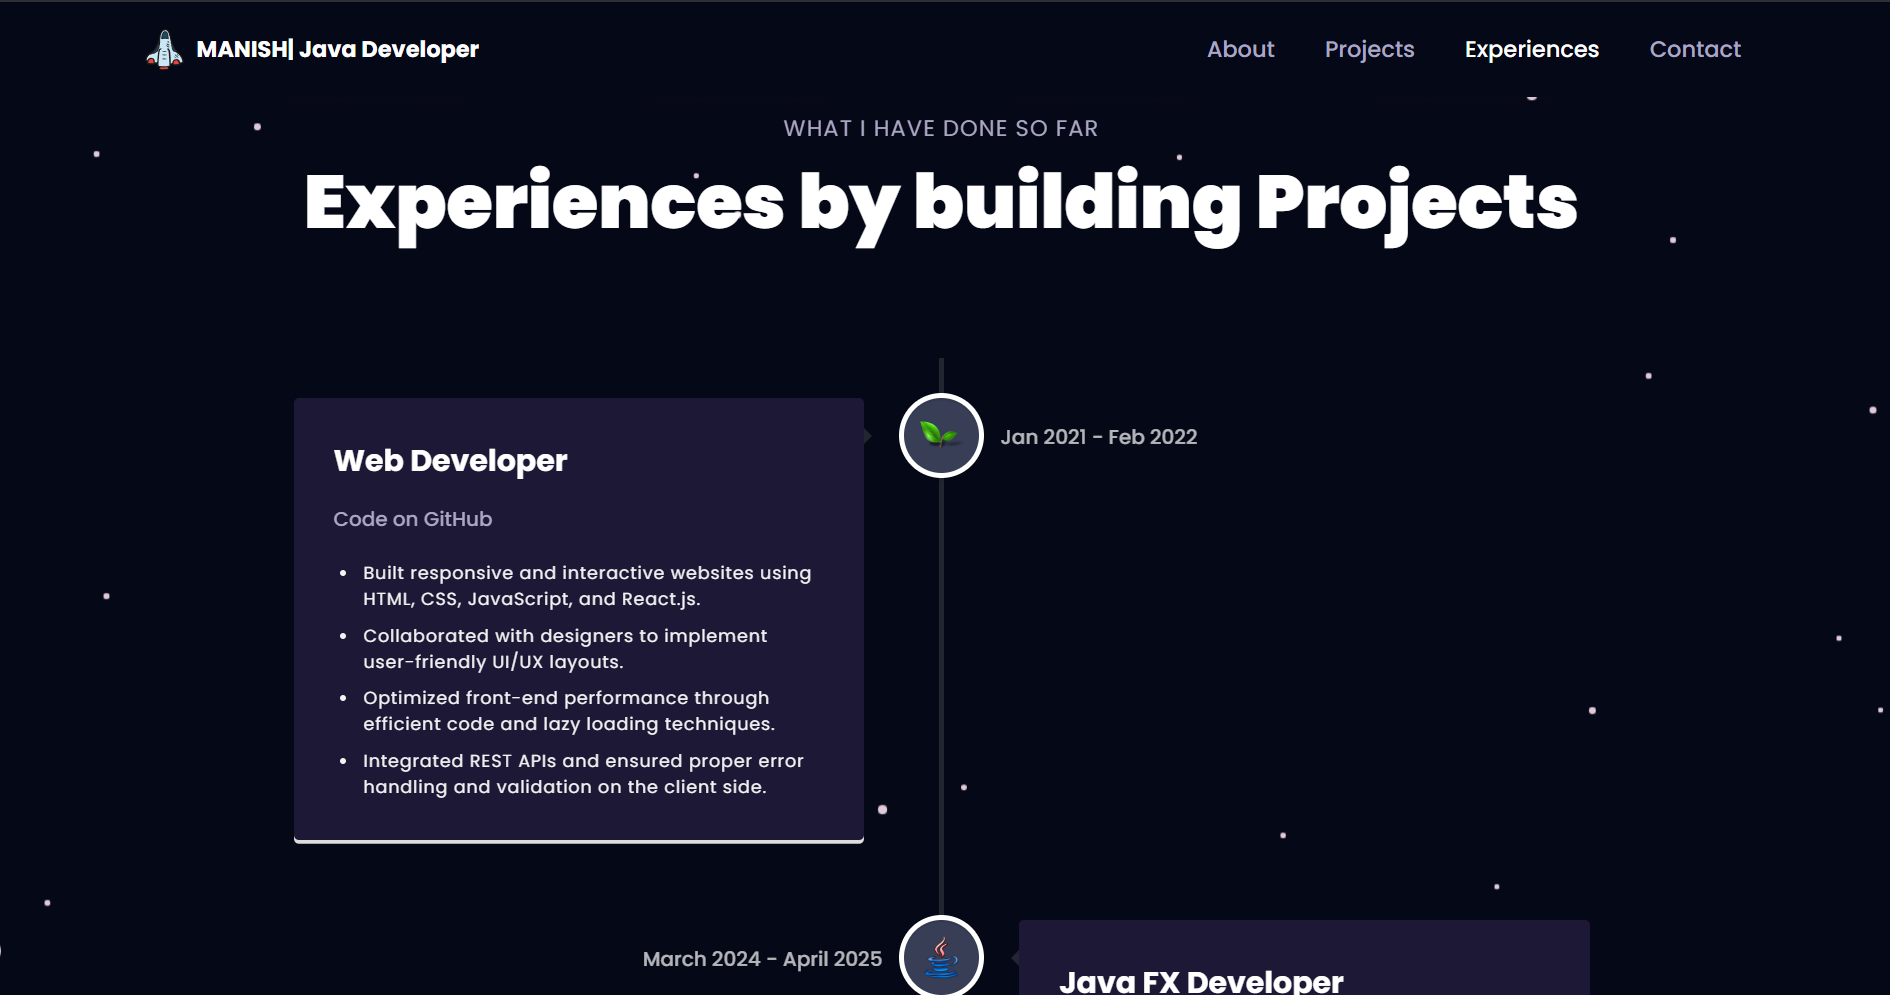 MANISH| Java Developer
About Projects Experiences Contact
WHAT I HAVE DONE SO FAR
Experiences by building Projects
Jan 2021 - Feb 2022
Web Developer
Code on GitHub
• Built responsive and interactive websites using
HTML, CSS, JavaScript, and React.js.
• Collaborated with designers to implement
user-friendly UI/UX layouts.
• Optimized front-end performance through
efficient code and lazy loading techniques.
• Integrated REST APIs and ensured proper error
handling and validation on the client side.
March 2024 - April 2025
Java FX Developer